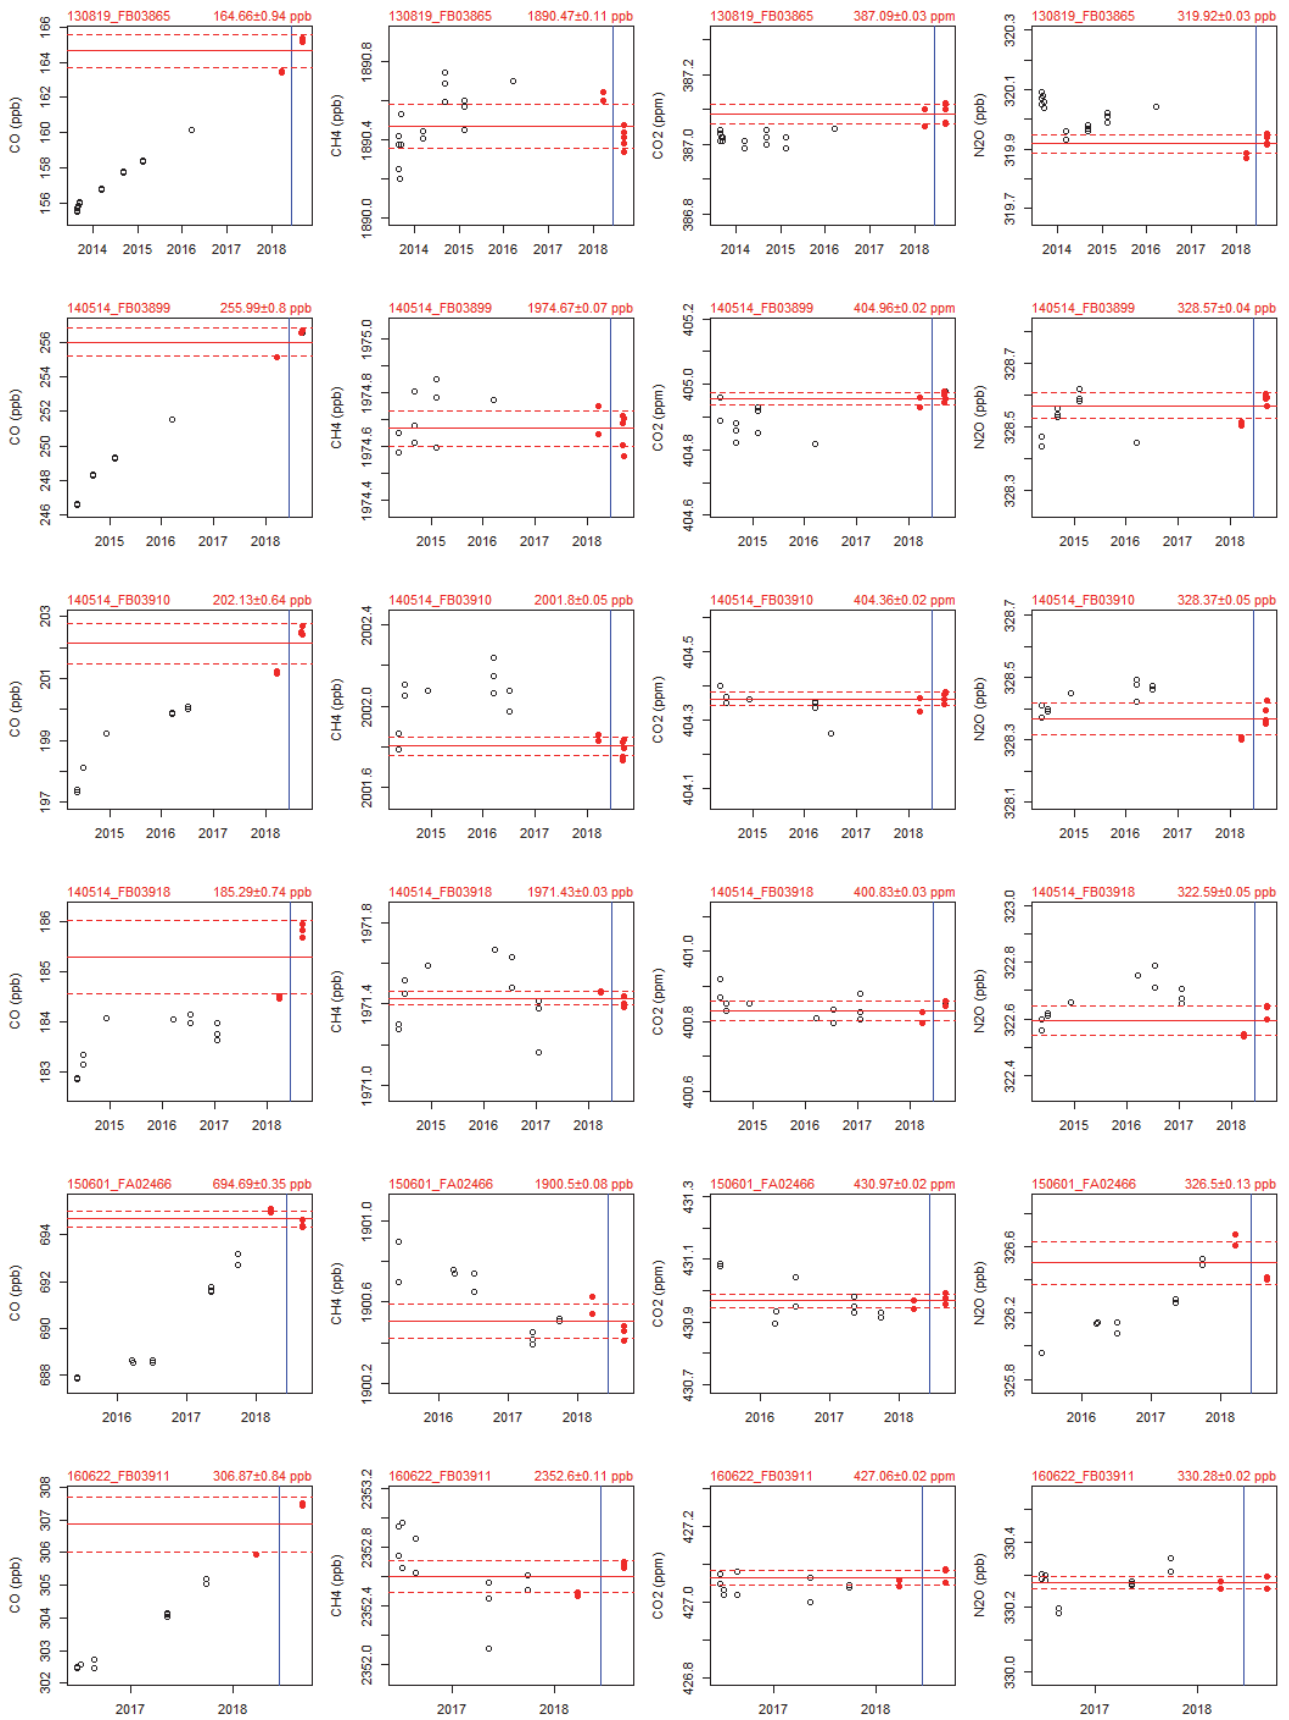 130819_FB03865 164.66±0.94 ppb
CO (ppb)
156 158 160 162 164 166
2014 2015 2016 2017 2018
130819_FB03865 1890.47±0.11 ppb
CH4 (ppb)
1890.0 1890.4 1890.8
2014 2015 2016 2017 2018
130819_FB03865 387.09±0.03 ppm
CO2 (ppm)
386.8 387.0 387.2
2014 2015 2016 2017 2018
130819_FB03865 319.92±0.03 ppb
N2O (ppb)
319.7 319.9 320.1 320.3
2014 2015 2016 2017 2018
140514_FB03899 255.99±0.8 ppb
CO (ppb)
246 248 250 252 254 256
2015 2016 2017 2018
140514_FB03899 1974.67±0.07 ppb
CH4 (ppb)
1974.4 1974.6 1974.8 1975.0
2015 2016 2017 2018
140514_FB03899 404.96±0.02 ppm
CO2 (ppm)
404.6 404.8 405.0 405.2
2015 2016 2017 2018
140514_FB03899 328.57±0.04 ppb
N2O (ppb)
328.3 328.5 328.7
2015 2016 2017 2018
140514_FB03910 202.13±0.64 ppb
CO (ppb)
197 199 201 203
2015 2016 2017 2018
140514_FB03910 2001.8±0.05 ppb
CH4 (ppb)
2001.6 2002.0 2002.4
2015 2016 2017 2018
140514_FB03910 404.36±0.02 ppm
CO2 (ppm)
404.1 404.3 404.5
2015 2016 2017 2018
140514_FB03910 328.37±0.05 ppb
N2O (ppb)
328.1 328.3 328.5 328.7
2015 2016 2017 2018
140514_FB03918 185.29±0.74 ppb
CO (ppb)
183 184 185 186
2015 2016 2017 2018
140514_FB03918 1971.43±0.03 ppb
CH4 (ppb)
1971.0 1971.4 1971.8
2015 2016 2017 2018
140514_FB03918 400.83±0.03 ppm
CO2 (ppm)
400.6 400.8 401.0
2015 2016 2017 2018
140514_FB03918 322.59±0.05 ppb
N2O (ppb)
322.4 322.6 322.8 323.0
2015 2016 2017 2018
150601_FA02466 694.69±0.35 ppb
CO (ppb)
688 690 692 694
2016 2017 2018
150601_FA02466 1900.5±0.08 ppb
CH4 (ppb)
1900.2 1900.6 1901.0
2016 2017 2018
150601_FA02466 430.97±0.02 ppm
CO2 (ppm)
430.7 430.9 431.1 431.3
2016 2017 2018
150601_FA02466 326.5±0.13 ppb
N2O (ppb)
325.8 326.2 326.6
2016 2017 2018
160622_FB03911 306.87±0.84 ppb
CO (ppb)
302 303 304 305 306 307 308
2017 2018
160622_FB03911 2352.6±0.11 ppb
CH4 (ppb)
2352.0 2352.4 2352.8 2353.2
2017 2018
160622_FB03911 427.06±0.02 ppm
CO2 (ppm)
426.8 427.0 427.2
2017 2018
160622_FB03911 330.28±0.02 ppb
N2O (ppb)
330.0 330.2 330.4
2017 2018